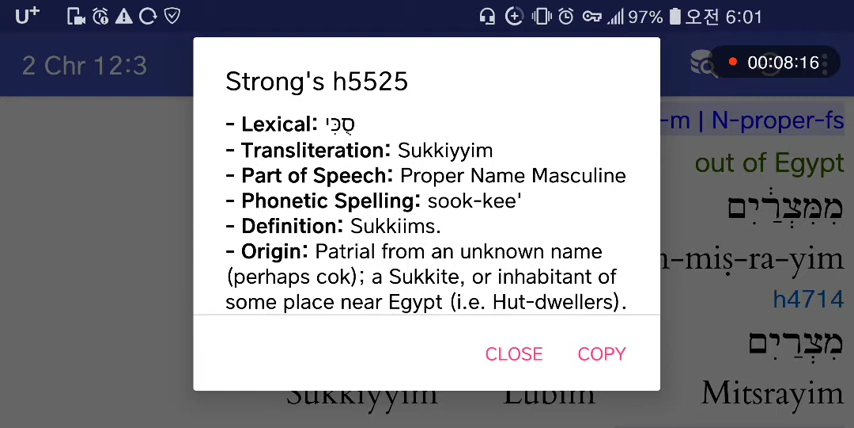 U+ 97% 오전 6:01
2 Chr 12:3 00:08:16
Strong's h5525
- Lexical: סֻכִּי
- Transliteration: Sukkiyyim
- Part of Speech: Proper Name Masculine
- Phonetic Spelling: sook-kee'
- Definition: Sukkiims.
- Origin: Patrial from an unknown name
(perhaps cok); a Sukkite, or inhabitant of
some place near Egypt (i.e. Hut-dwellers).
CLOSE COPY
-m | N-proper-fs
out of Egypt
מִמִּצְרַ֔יִם
-miṣ-ra-yim
h4714
מִצְרַיִם
Sukkiyyim Lubim Mitsrayim